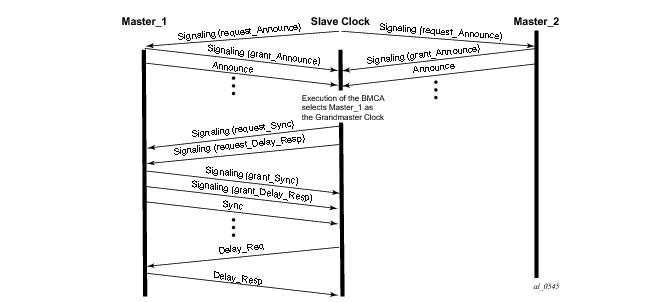 Master_1
Slave Clock
Master_2
Signaling (request_Announce)
Signaling (request_Announce)
Signaling (grant_Announce)
Signaling (grant_Announce)
Announce
Announce
Execution of the BMCA
selects Master_1 as
the Grandmaster Clock
Signaling (request_Sync)
Signaling (request_Delay_Resp)
Signaling (grant_Sync)
Signaling (grant_Delay_Resp)
Sync
Delay_Req
Delay_Resp
al_0545